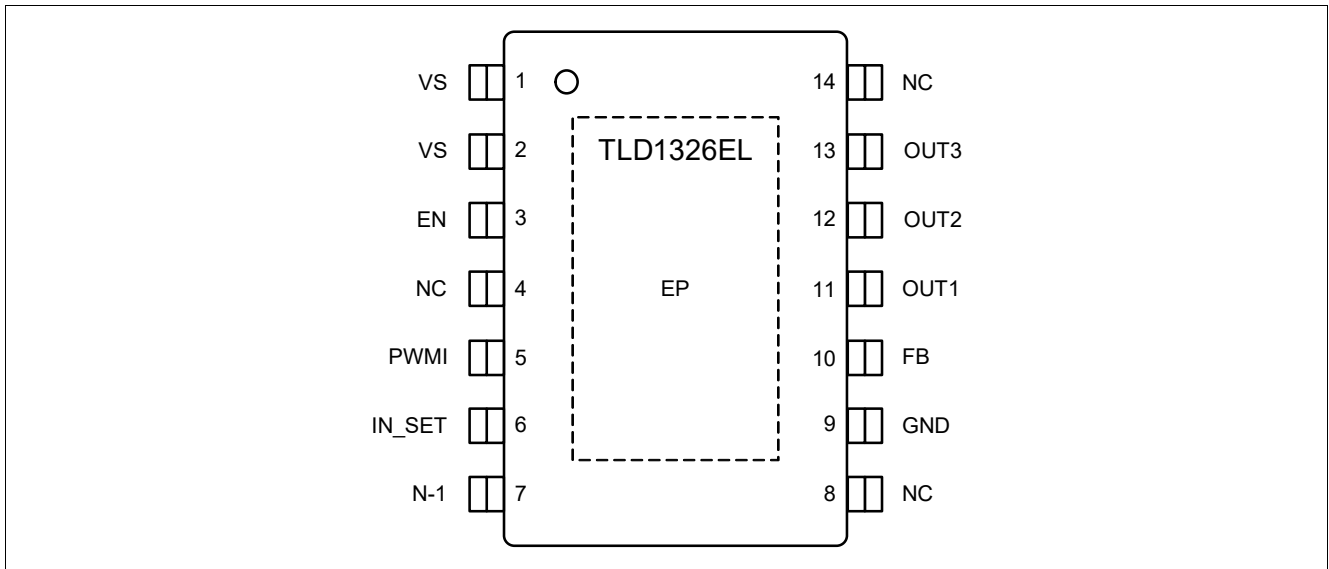 VS 1 14 NC
VS 2 TLD1326EL 13 OUT3
EN 3 12 OUT2
NC 4 EP 11 OUT1
PWMI 5 10 FB
IN_SET 6 9 GND
N-1 7 8 NC